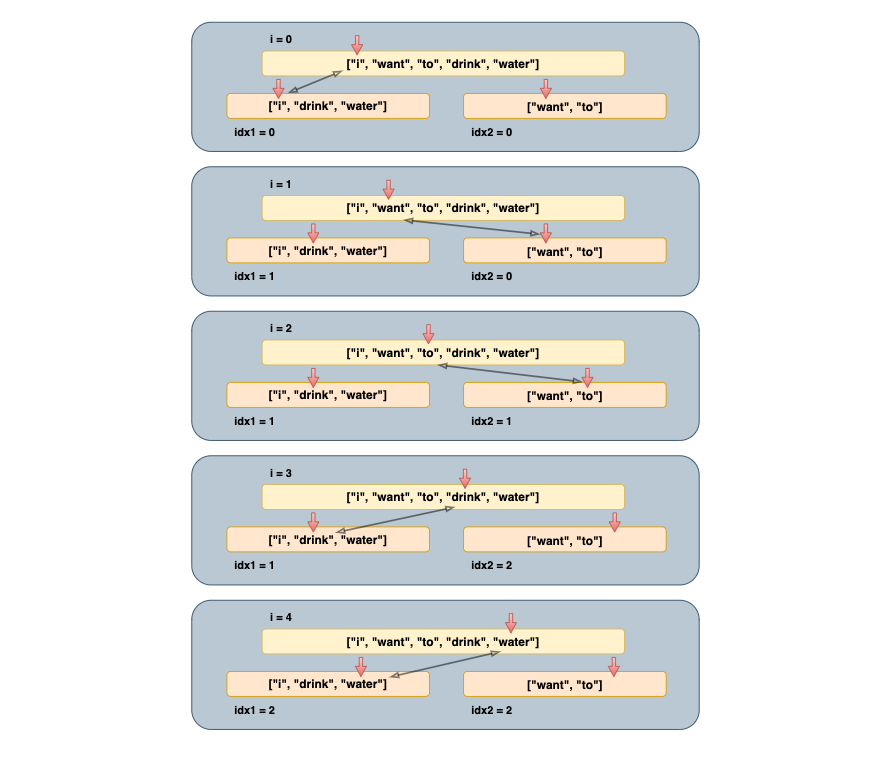 i = 0
["i", "want", "to", "drink", "water"]
["i", "drink", "water"] ["want", "to"]
idx1 = 0 idx2 = 0
i = 1
["i", "want", "to", "drink", "water"]
["i", "drink", "water"] ["want", "to"]
idx1 = 1 idx2 = 0
i = 2
["i", "want", "to", "drink", "water"]
["i", "drink", "water"] ["want", "to"]
idx1 = 1 idx2 = 1
i = 3
["i", "want", "to", "drink", "water"]
["i", "drink", "water"] ["want", "to"]
idx1 = 1 idx2 = 2
i = 4
["i", "want", "to", "drink", "water"]
["i", "drink", "water"] ["want", "to"]
idx1 = 2 idx2 = 2